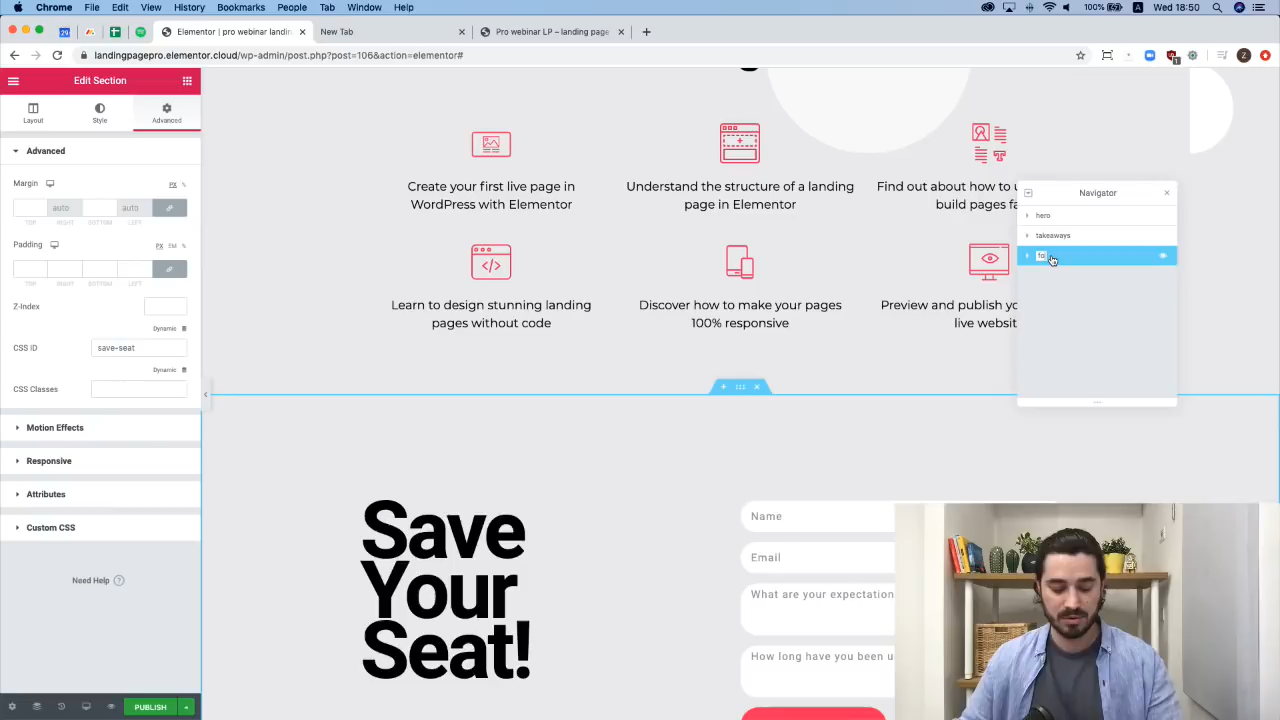 Chrome File Edit View History Bookmarks People Tab Window Help
100% A Wed 18:50
Elementor | pro webinar landin
New Tab
Pro webinar LP – landing page
landingpagepro.elementor.cloud/wp-admin/post.php?post=106&action=elementor#
Edit Section
Layout Style Advanced
Advanced
Margin
PX %
auto auto
TOP RIGHT BOTTOM LEFT
Padding
PX EM %
TOP RIGHT BOTTOM LEFT
Z-Index
Dynamic
CSS ID
save-seat
Dynamic
CSS Classes
Motion Effects
Responsive
Attributes
Custom CSS
Need Help ?
PUBLISH
Create your first live page in
WordPress with Elementor
Understand the structure of a landing
page in Elementor
Find out about how to u
build pages fa
Learn to design stunning landing
pages without code
Discover how to make your pages
100% responsive
Preview and publish yo
live websit
Navigator
hero
takeaways
fo
Save
Your
Seat!
Name
Email
What are your expectation
How long have you been u